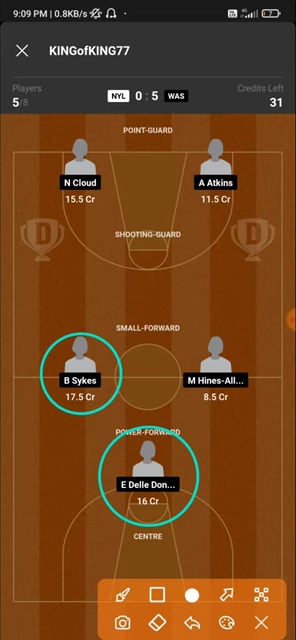 9:09 PM | 0.8KB/s
4G
7
KINGofKING77
Players
5/8
NYL 0 : 5 WAS
Credits Left
31
POINT-GUARD
N Cloud
15.5 Cr
A Atkins
11.5 Cr
D
D
SHOOTING-GUARD
SMALL-FORWARD
B Sykes
17.5 Cr
M Hines-All...
8.5 Cr
POWER-FORWARD
E Delle Don...
16 Cr
CENTRE